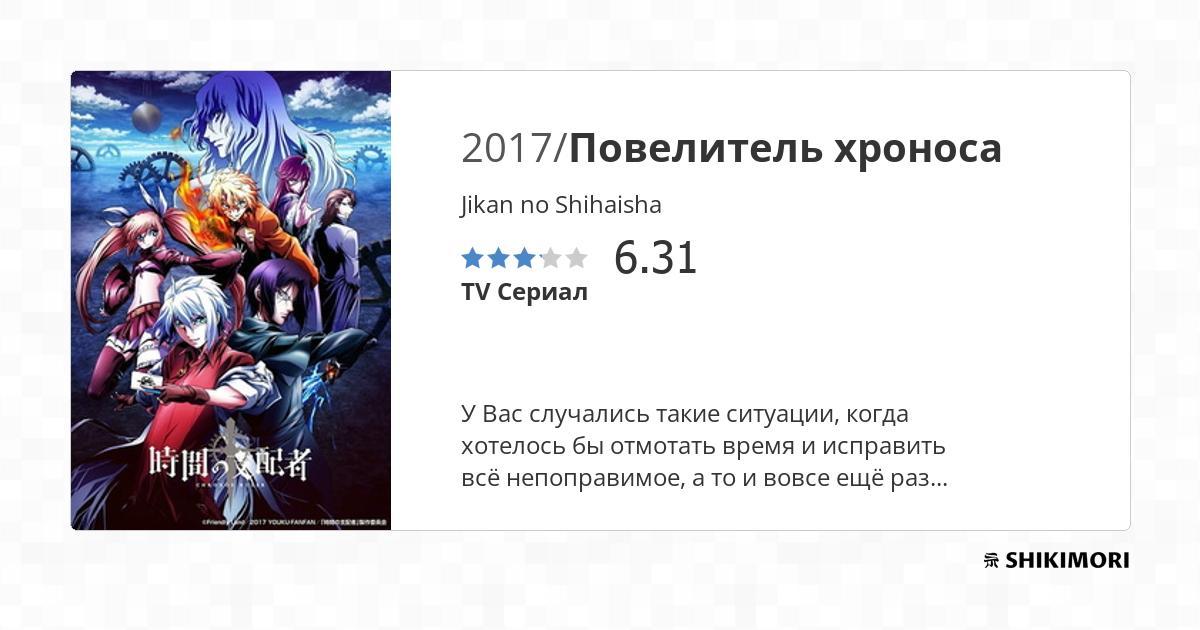 2017/Повелитель хроноса
Jikan no Shihaisha
6.31
TV Сериал
У Вас случались такие ситуации, когда
хотелось бы отмотать время и исправить
всё непоправимое, а то и вовсе ещё раз...
時間の支配者
CHRONOS RULER
©Friendly Land 2017 YOUKU·FANFAN /「時間の支配者」製作委員会
SHIKIMORI